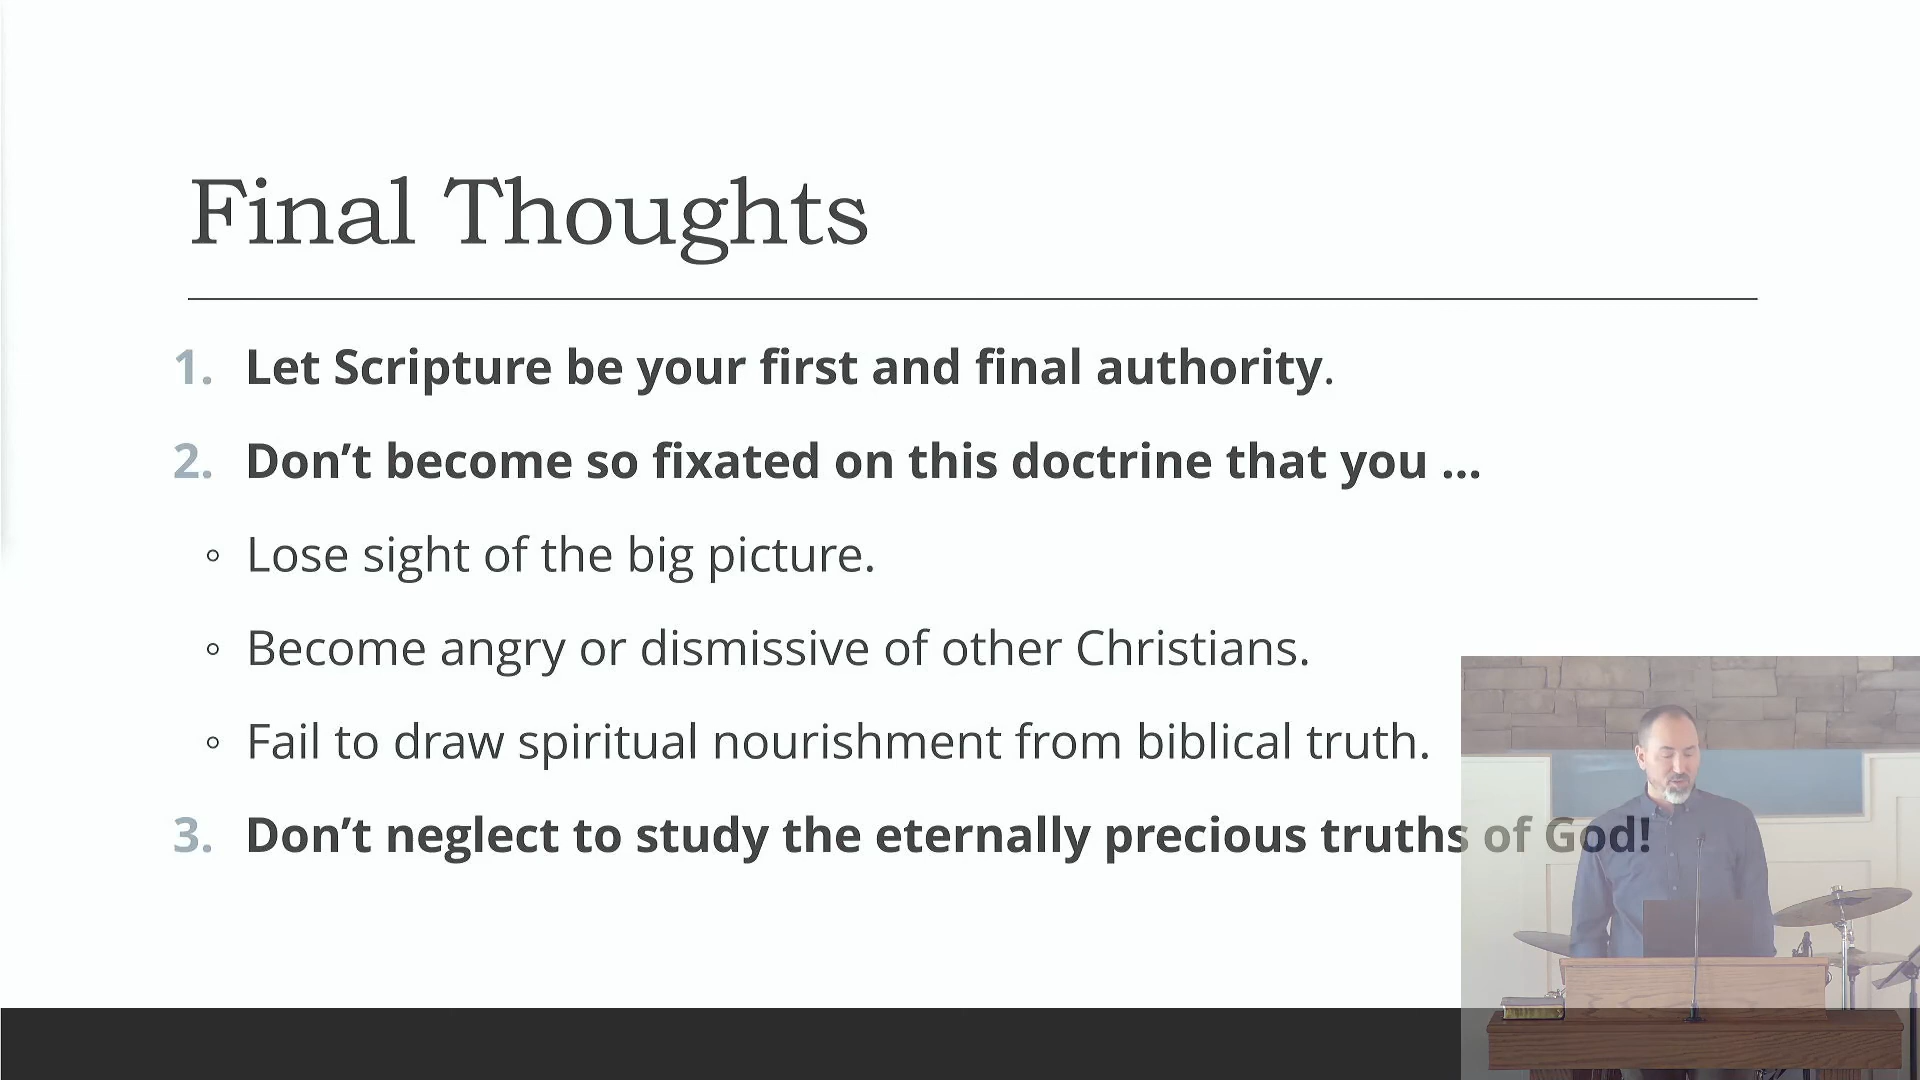 Final Thoughts
1. Let Scripture be your first and final authority.
2. Don’t become so fixated on this doctrine that you …
◦ Lose sight of the big picture.
◦ Become angry or dismissive of other Christians.
◦ Fail to draw spiritual nourishment from biblical truth.
3. Don’t neglect to study the eternally precious truths of God!